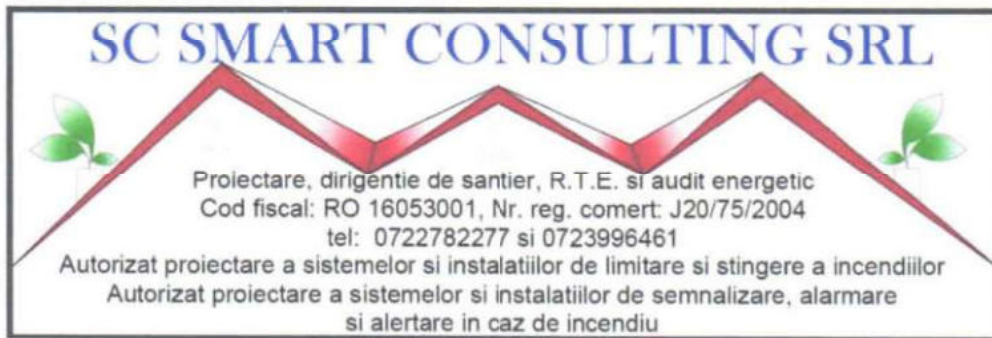 SC SMART CONSULTING SRL
Proiectare, dirigentie de santier, R.T.E. si audit energetic
Cod fiscal: RO 16053001, Nr. reg. comert: J20/75/2004
tel: 0722782277 si 0723996461
Autorizat proiectare a sistemelor si instalatiilor de limitare si stingere a incendiilor
Autorizat proiectare a sistemelor si instalatiilor de semnalizare, alarmare
si alertare in caz de incendiu